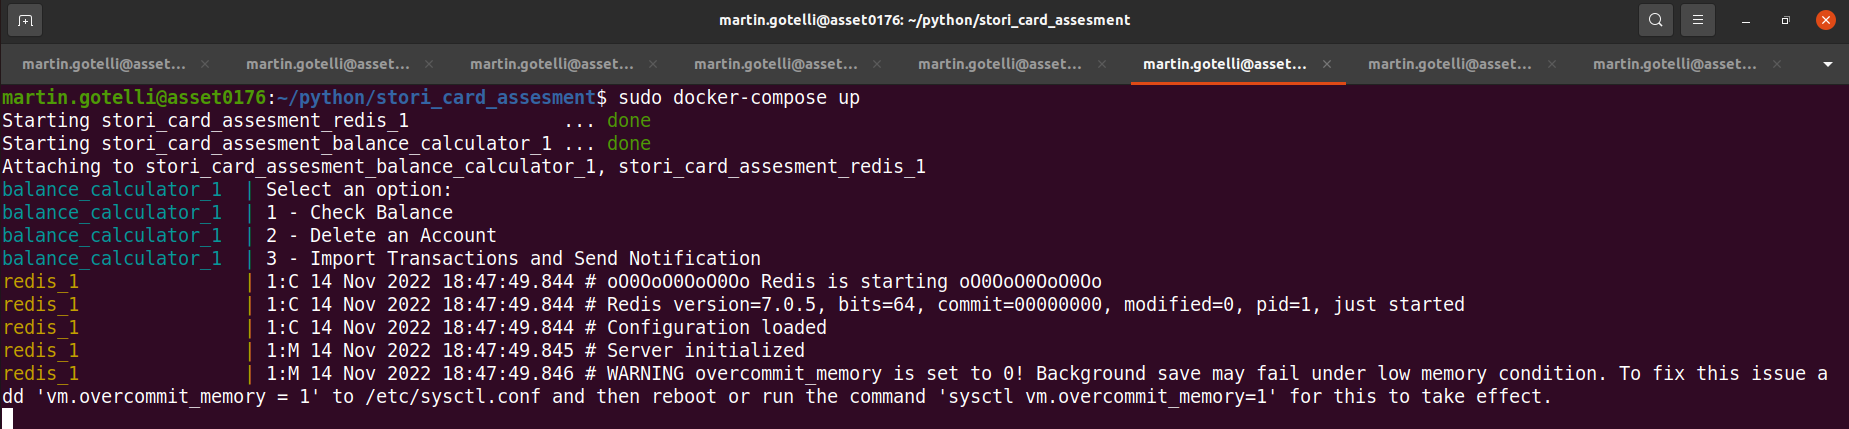 martin.gotelli@asset0176: ~/python/stori_card_assesment
martin.gotelli@asset... × martin.gotelli@asset... × martin.gotelli@asset... × martin.gotelli@asset... × martin.gotelli@asset... × martin.gotelli@asset... × martin.gotelli@asset... × martin.gotelli@asset... ×
martin.gotelli@asset0176:~/python/stori_card_assesment$ sudo docker-compose up
Starting stori_card_assesment_redis_1              ... done
Starting stori_card_assesment_balance_calculator_1 ... done
Attaching to stori_card_assesment_balance_calculator_1, stori_card_assesment_redis_1
balance_calculator_1  | Select an option:
balance_calculator_1  | 1 - Check Balance
balance_calculator_1  | 2 - Delete an Account
balance_calculator_1  | 3 - Import Transactions and Send Notification
redis_1               | 1:C 14 Nov 2022 18:47:49.844 # oO0OoO0OoO0Oo Redis is starting oO0OoO0OoO0Oo
redis_1               | 1:C 14 Nov 2022 18:47:49.844 # Redis version=7.0.5, bits=64, commit=00000000, modified=0, pid=1, just started
redis_1               | 1:C 14 Nov 2022 18:47:49.844 # Configuration loaded
redis_1               | 1:M 14 Nov 2022 18:47:49.845 # Server initialized
redis_1               | 1:M 14 Nov 2022 18:47:49.846 # WARNING overcommit_memory is set to 0! Background save may fail under low memory condition. To fix this issue a
dd 'vm.overcommit_memory = 1' to /etc/sysctl.conf and then reboot or run the command 'sysctl vm.overcommit_memory=1' for this to take effect.